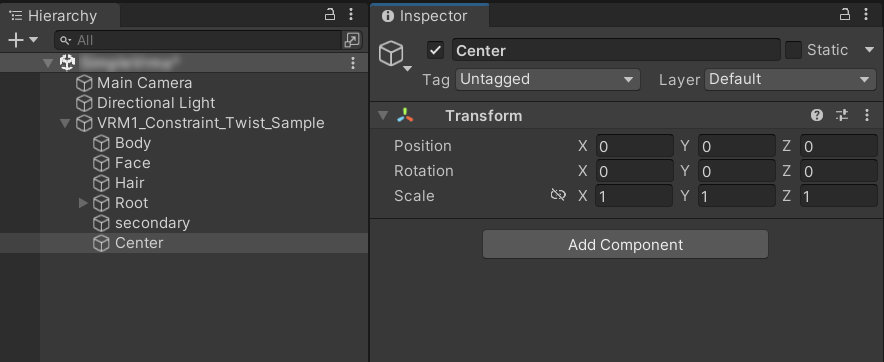 Hierarchy
All
Main Camera
Directional Light
VRM1_Constraint_Twist_Sample
Body
Face
Hair
Root
secondary
Center
Inspector
Center
Static
Tag Untagged Layer Default
Transform
Position X 0 Y 0 Z 0
Rotation X 0 Y 0 Z 0
Scale X 1 Y 1 Z 1
Add Component